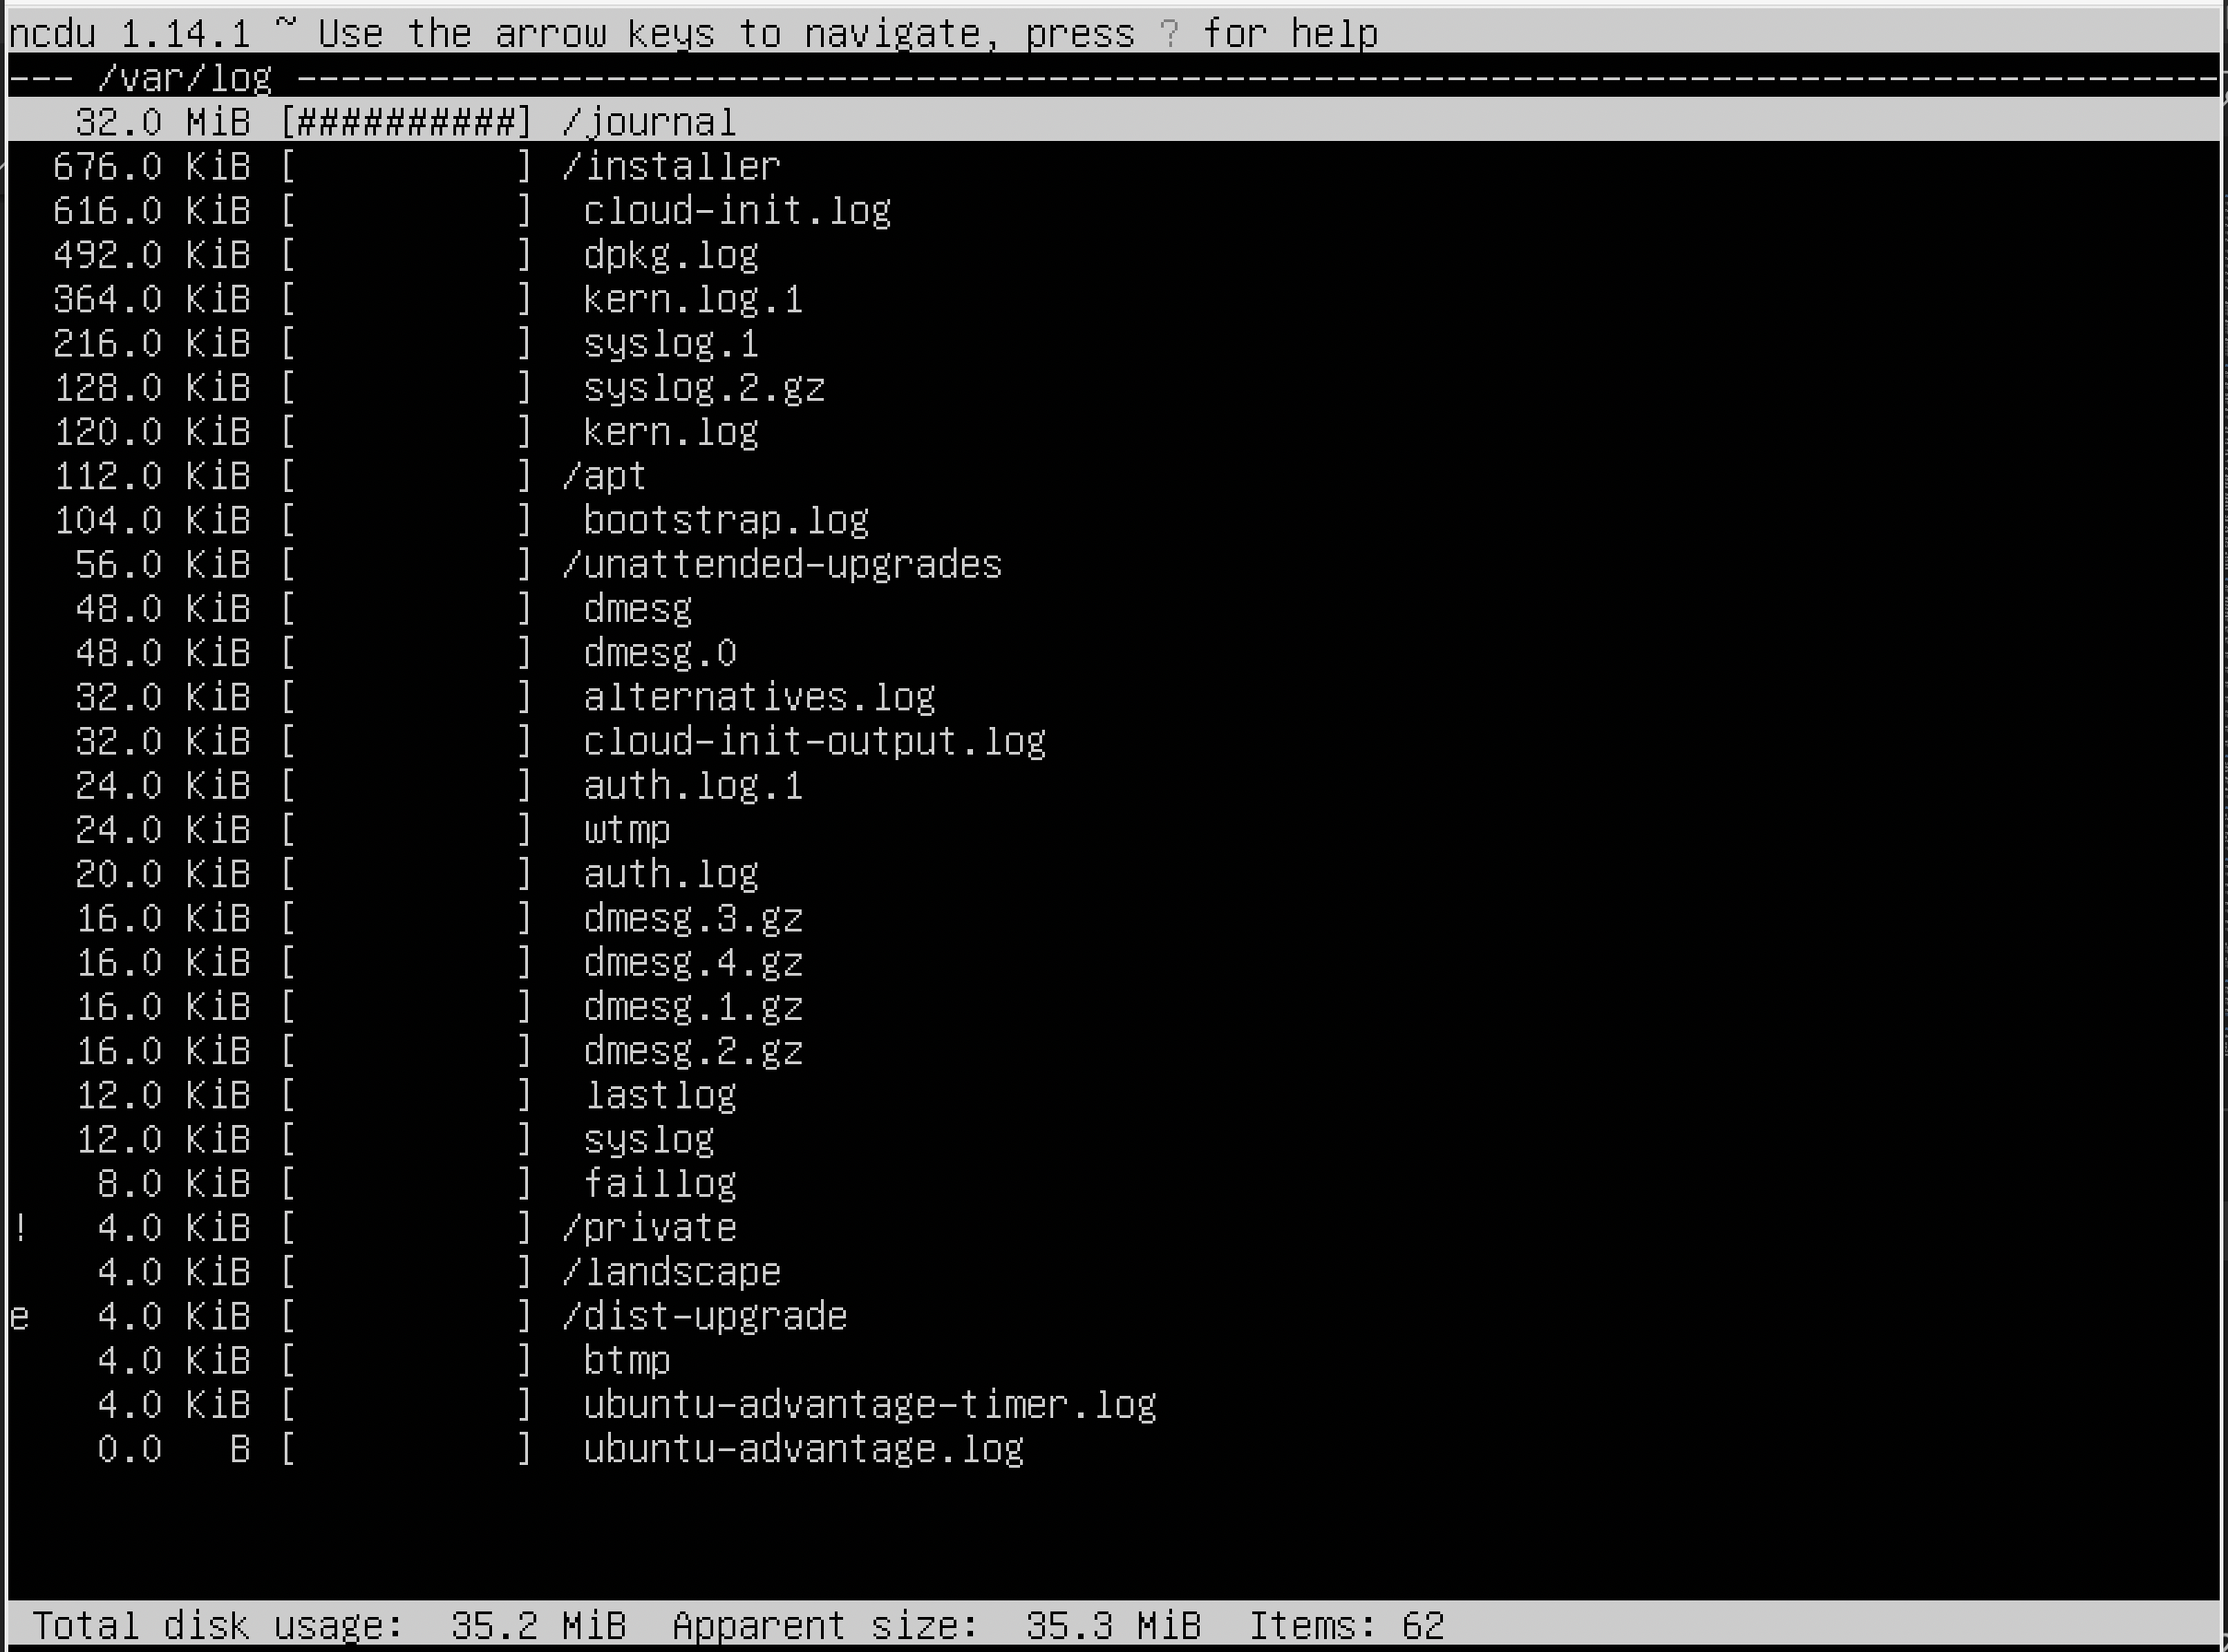 ncdu 1.14.1 ~ Use the arrow keys to navigate, press ? for help
--- /var/log ----------------------------------------------------------------------------------------
   32.0 MiB [##########] /journal
  676.0 KiB [          ] /installer
  616.0 KiB [          ]  cloud-init.log
  492.0 KiB [          ]  dpkg.log
  364.0 KiB [          ]  kern.log.1
  216.0 KiB [          ]  syslog.1
  128.0 KiB [          ]  syslog.2.gz
  120.0 KiB [          ]  kern.log
  112.0 KiB [          ] /apt
  104.0 KiB [          ]  bootstrap.log
   56.0 KiB [          ] /unattended-upgrades
   48.0 KiB [          ]  dmesg
   48.0 KiB [          ]  dmesg.0
   32.0 KiB [          ]  alternatives.log
   32.0 KiB [          ]  cloud-init-output.log
   24.0 KiB [          ]  auth.log.1
   24.0 KiB [          ]  wtmp
   20.0 KiB [          ]  auth.log
   16.0 KiB [          ]  dmesg.3.gz
   16.0 KiB [          ]  dmesg.4.gz
   16.0 KiB [          ]  dmesg.1.gz
   16.0 KiB [          ]  dmesg.2.gz
   12.0 KiB [          ]  lastlog
   12.0 KiB [          ]  syslog
    8.0 KiB [          ]  faillog
!   4.0 KiB [          ] /private
    4.0 KiB [          ] /landscape
e   4.0 KiB [          ] /dist-upgrade
    4.0 KiB [          ]  btmp
    4.0 KiB [          ]  ubuntu-advantage-timer.log
    0.0   B [          ]  ubuntu-advantage.log
 Total disk usage:  35.2 MiB  Apparent size:  35.3 MiB  Items: 62